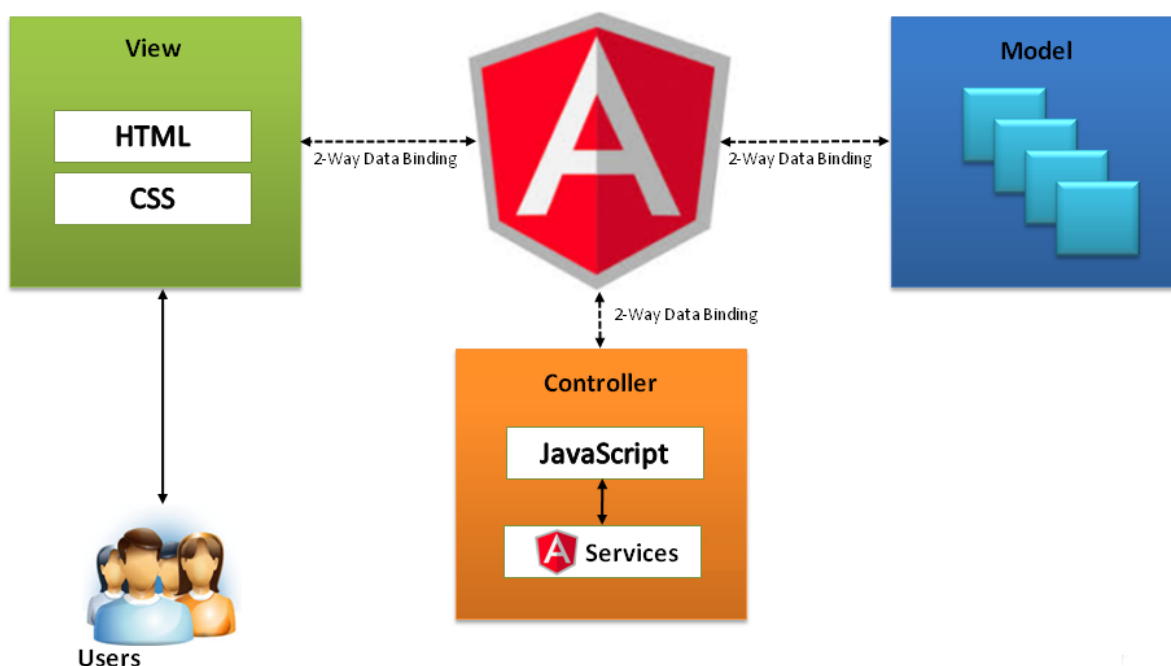 View
Model
HTML
CSS
2-Way Data Binding
A
2-Way Data Binding
2-Way Data Binding
Controller
JavaScript
A
Services
Users